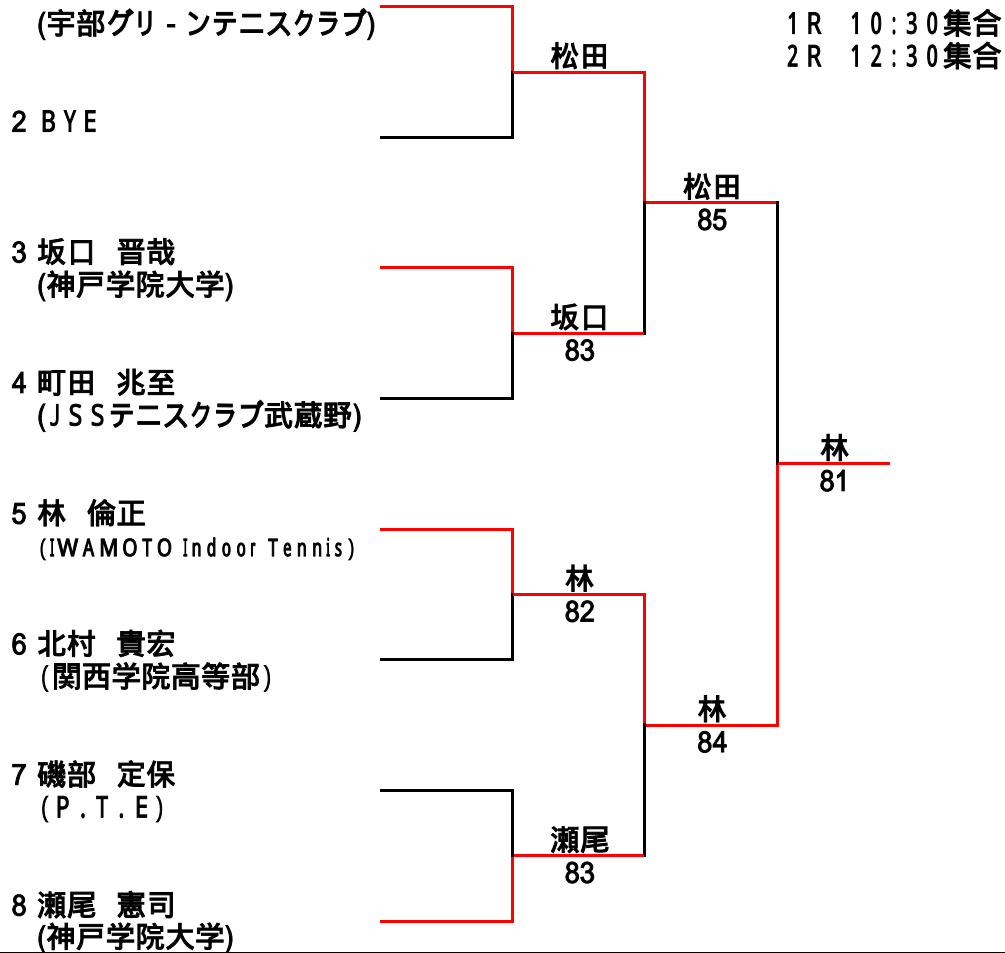 (宇部グリ－ンテニスクラブ)
1R 10:30集合
2R 12:30集合
松田
2 BYE
松田
85
3 坂口 晋哉
(神戸学院大学)
坂口
83
4 町田 兆至
(JSSテニスクラブ武蔵野)
林
81
5 林 倫正
(IWAMOTO Indoor Tennis)
林
82
6 北村 貴宏
(関西学院高等部)
林
84
7 磯部 定保
(P.T.E)
瀬尾
83
8 瀬尾 憲司
(神戸学院大学)